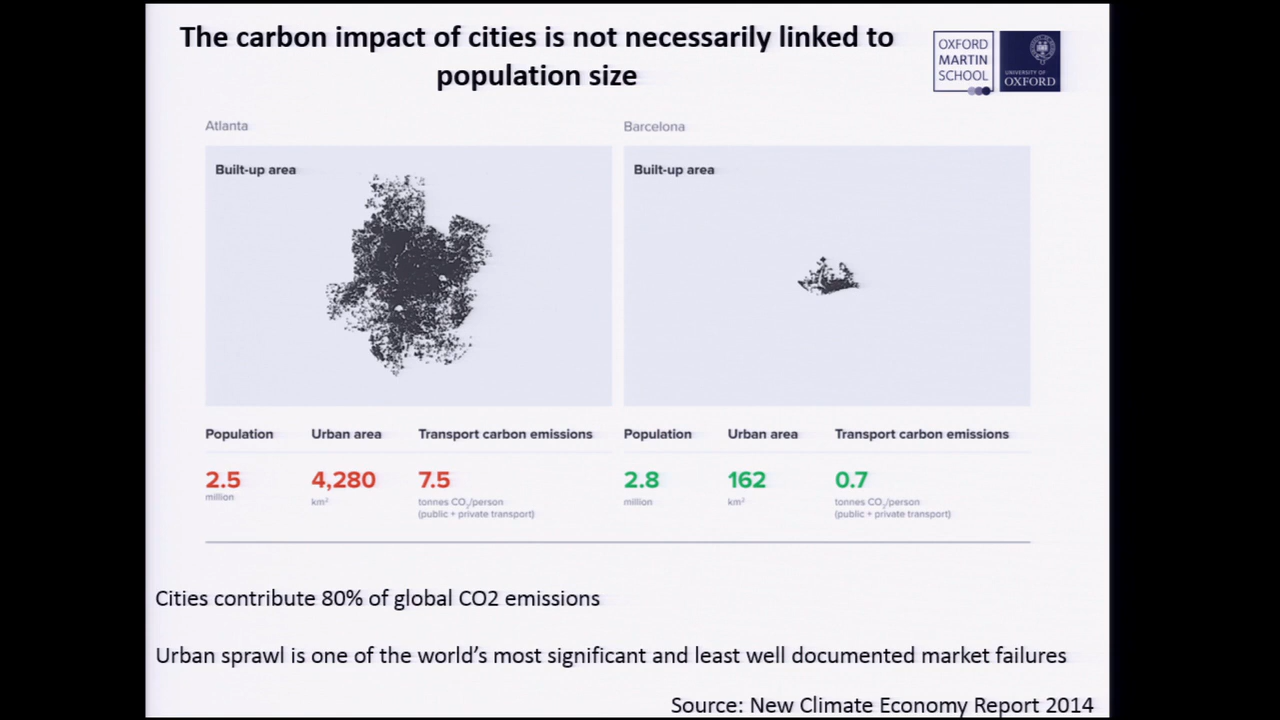 The carbon impact of cities is not necessarily linked to
population size
OXFORD
MARTIN
SCHOOL
UNIVERSITY OF
OXFORD
Atlanta
Barcelona
Built-up area
Built-up area
Population Urban area Transport carbon emissions
2.5 4,280 7.5
million km² tonnes CO₂/person
(public + private transport)
Population Urban area Transport carbon emissions
2.8 162 0.7
million km² tonnes CO₂/person
(public + private transport)
Cities contribute 80% of global CO2 emissions
Urban sprawl is one of the world's most significant and least well documented market failures
Source: New Climate Economy Report 2014